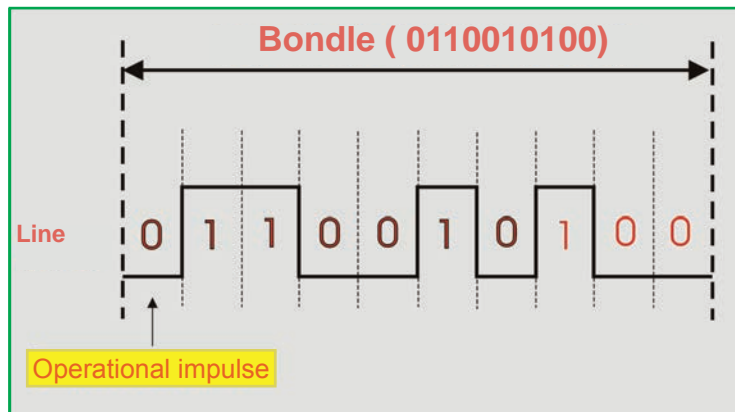 Bondle ( 0110010100)
Line 0 1 1 0 0 1 0 1 0 0
Operational impulse